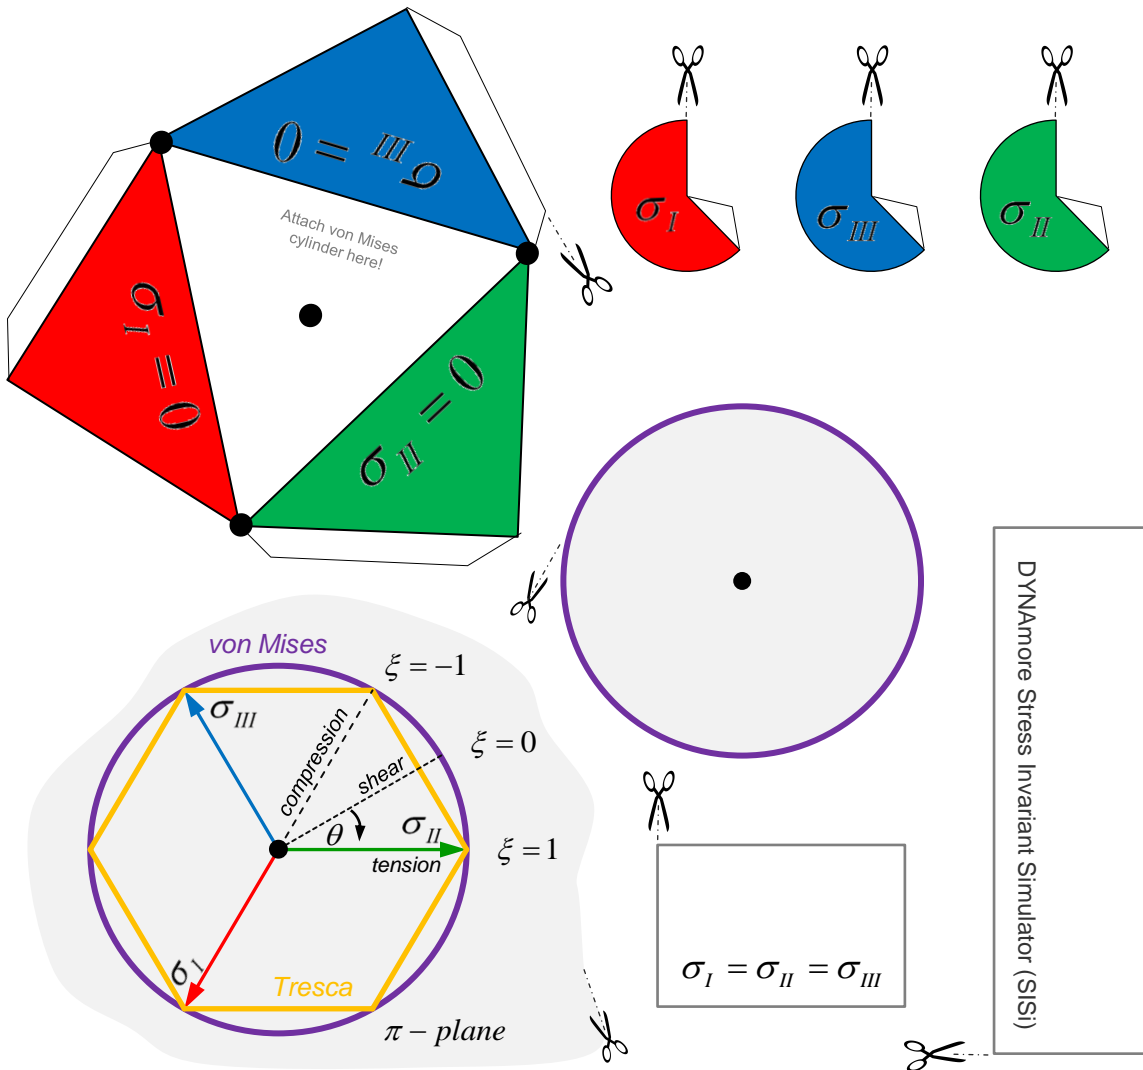 σ_III = 0
σ_I
σ_III
σ_II
Attach von Mises
cylinder here!
σ_I = 0
σ_II = 0
von Mises
ξ = −1
σ_III
ξ = 0
compression
shear
θ
σ_II
ξ = 1
tension
σ_I
Tresca
π − plane
σ_I = σ_II = σ_III
DYNAmore Stress Invariant Simulator (SISi)